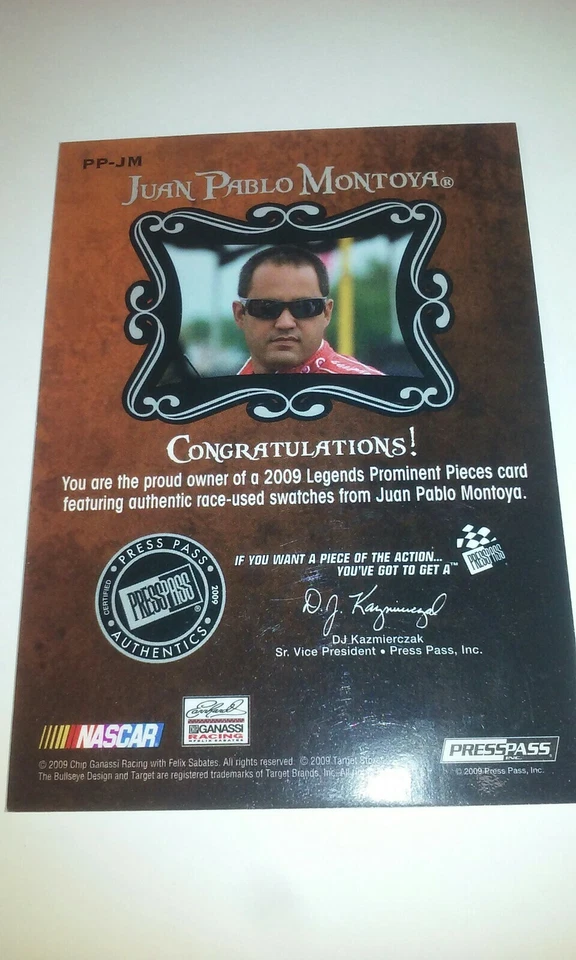 PP-JM
Juan Pablo Montoya®
Congratulations!
You are the proud owner of a 2009 Legends Prominent Pieces card
featuring authentic race-used swatches from Juan Pablo Montoya.
PRESS PASS
CERTIFIED
PRESS PASS ®
2009
AUTHENTICS
IF YOU WANT A PIECE OF THE ACTION...
YOU'VE GOT TO GET A™
PRESS PASS
D.J. Kazmierczak
DJ Kazmierczak
Sr. Vice President • Press Pass, Inc.
NASCAR
CHIP GANASSI
RACING
PRESS PASS
INC.
© 2009 Chip Ganassi Racing with Felix Sabates. All rights reserved. © 2009 Target
The Bullseye Design and Target are registered trademarks of Target Brands, Inc. All
© 2009 Press Pass, Inc.